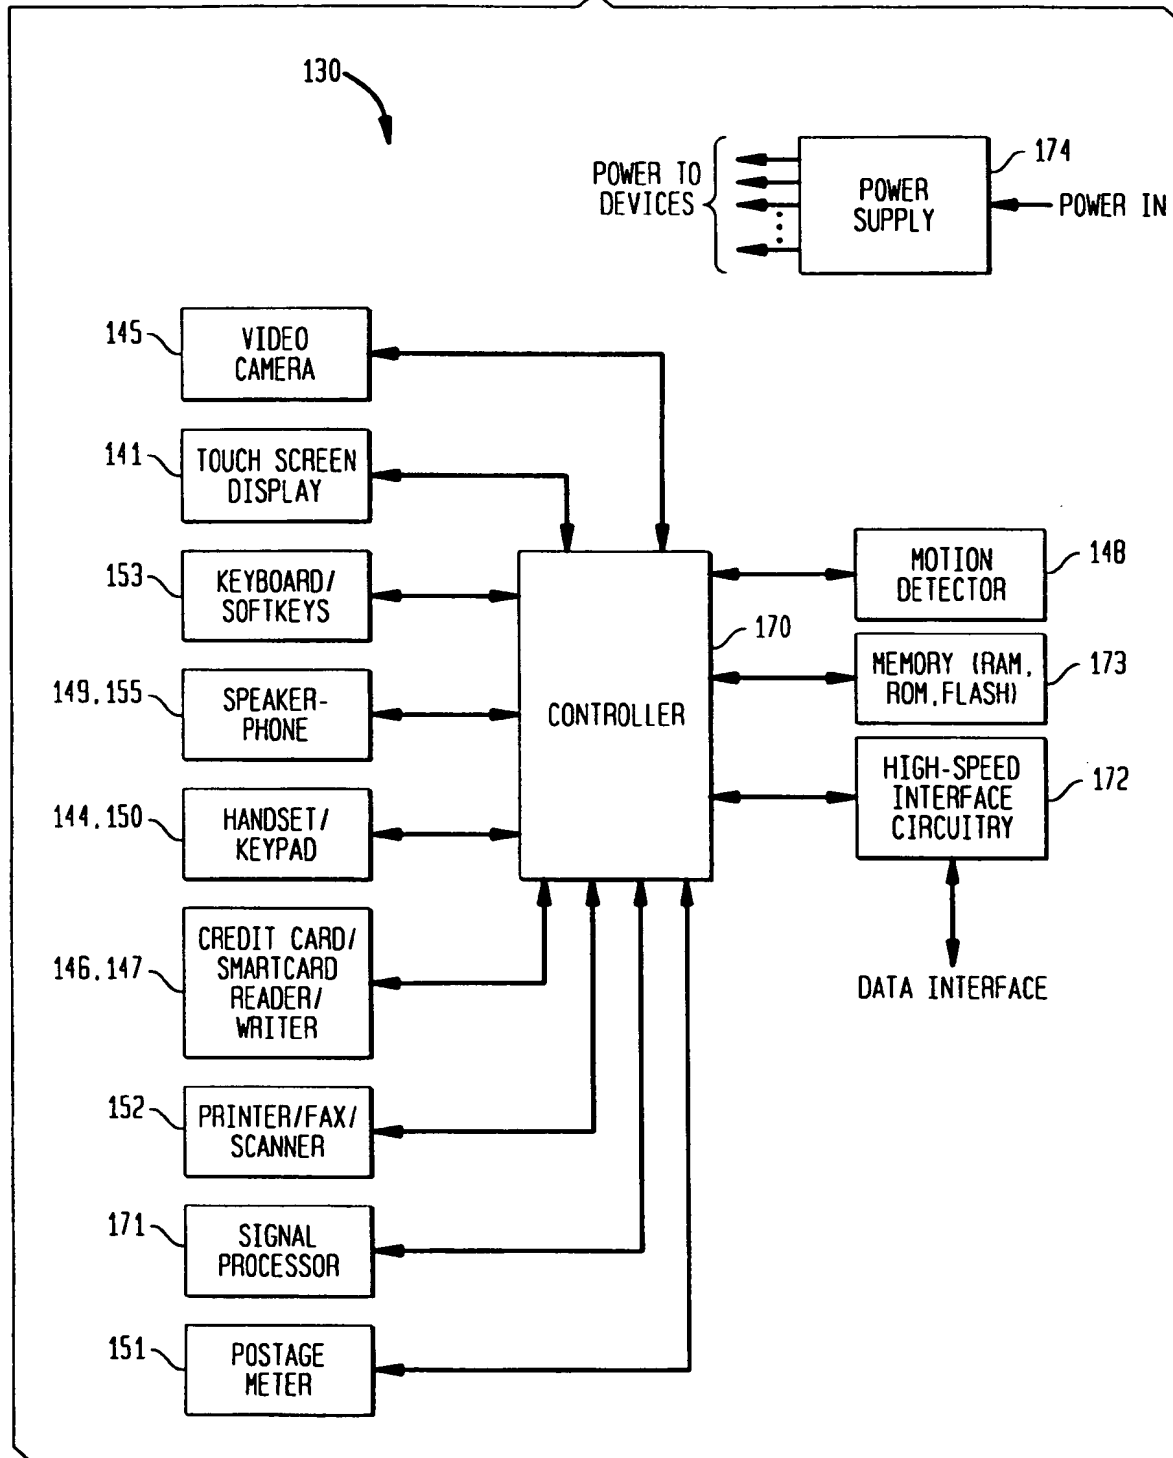 130
POWER TO
DEVICES
POWER
SUPPLY
174
POWER IN
145
VIDEO
CAMERA
141
TOUCH SCREEN
DISPLAY
153
KEYBOARD/
SOFTKEYS
149,155
SPEAKER-
PHONE
144,150
HANDSET/
KEYPAD
146,147
CREDIT CARD/
SMARTCARD
READER/
WRITER
152
PRINTER/FAX/
SCANNER
171
SIGNAL
PROCESSOR
151
POSTAGE
METER
CONTROLLER
170
MOTION
DETECTOR
148
MEMORY (RAM,
ROM,FLASH)
173
HIGH-SPEED
INTERFACE
CIRCUITRY
172
DATA INTERFACE